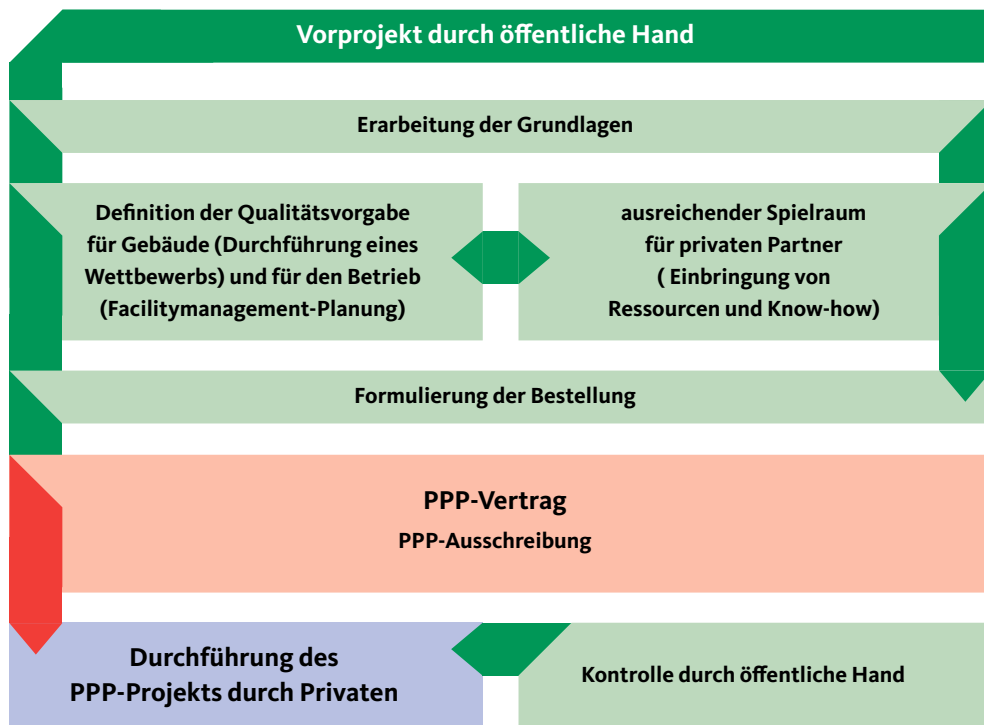 Vorprojekt durch öffentliche Hand
Erarbeitung der Grundlagen
Definition der Qualitätsvorgabe
für Gebäude (Durchführung eines
Wettbewerbs) und für den Betrieb
(Facilitymanagement-Planung)
ausreichender Spielraum
für privaten Partner
( Einbringung von
Ressourcen und Know-how)
Formulierung der Bestellung
PPP-Vertrag
PPP-Ausschreibung
Durchführung des
PPP-Projekts durch Privaten
Kontrolle durch öffentliche Hand